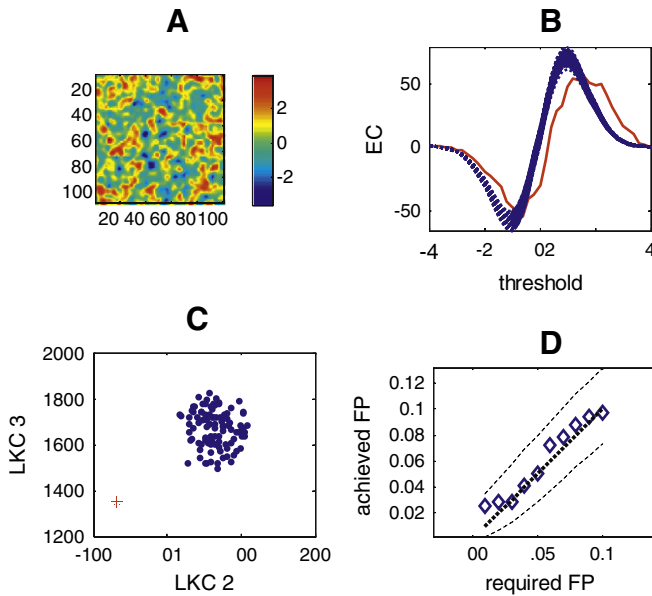 A
B
20
40
60
80
100
20 40 60 80 100
2
0
-2
EC
50
0
-50
-4 -2 02 4
threshold
C
D
LKC 3
2000
1800
1600
1400
1200
-100 01 00 200
LKC 2
achieved FP
0.12
0.1
0.08
0.06
0.04
0.02
00 .05 0.1
required FP